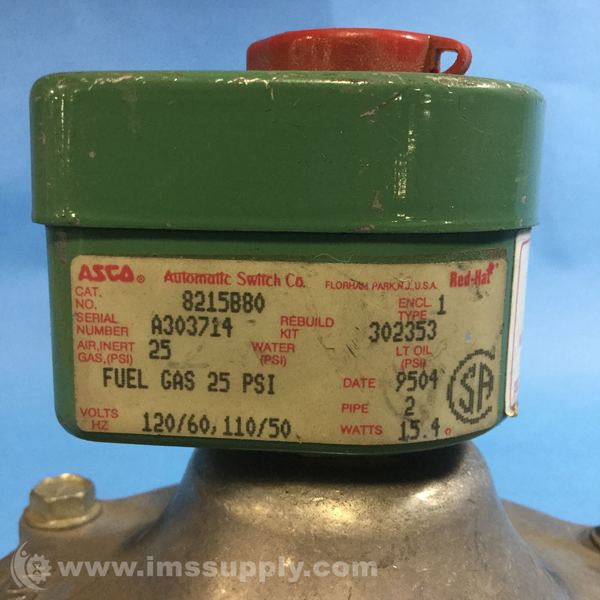 ASCO® Automatic Switch Co. FLORHAM PARK, N.J., U.S.A. Red-Hat
CAT. NO. 8215B80 ENCL TYPE 1
SERIAL NUMBER A303714 REBUILD KIT 302353
AIR, INERT GAS, (PSI) 25 WATER (PSI) LT OIL (PSI)
FUEL GAS 25 PSI DATE 9504 SA
PIPE 2
VOLTS HZ 120/60, 110/50 WATTS 15.4
www.imssupply.com